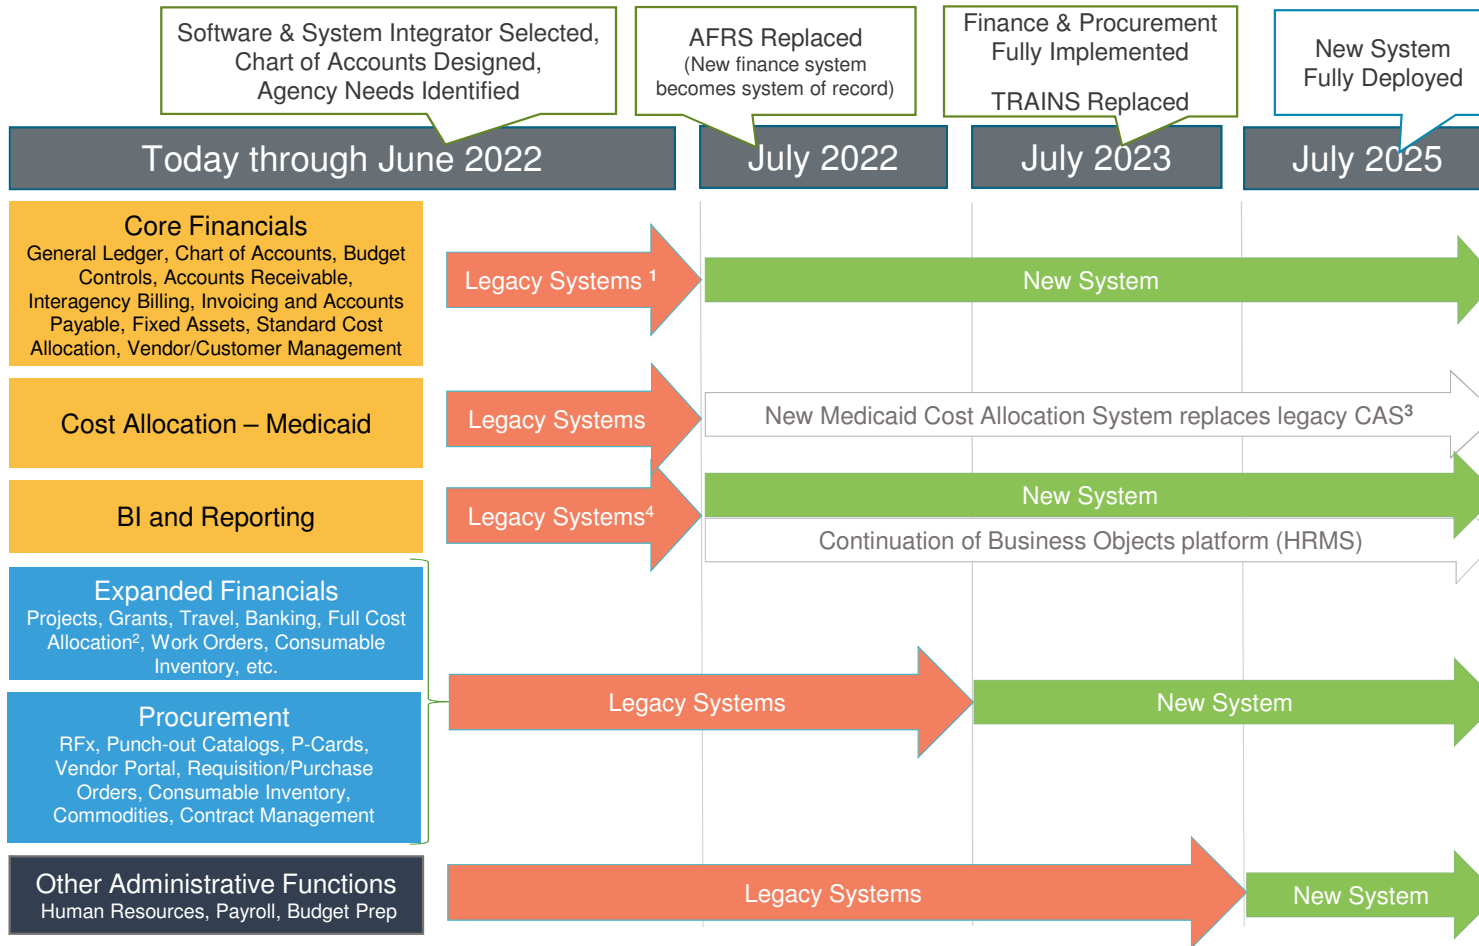 Software & System Integrator Selected,
Chart of Accounts Designed,
Agency Needs Identified
AFRS Replaced
(New finance system
becomes system of record)
Finance & Procurement
Fully Implemented
TRAINS Replaced
New System
Fully Deployed
Today through June 2022
July 2022
July 2023
July 2025
Core Financials
General Ledger, Chart of Accounts, Budget
Controls, Accounts Receivable,
Interagency Billing, Invoicing and Accounts
Payable, Fixed Assets, Standard Cost
Allocation, Vendor/Customer Management
Legacy Systems ¹
New System
Cost Allocation – Medicaid
Legacy Systems
New Medicaid Cost Allocation System replaces legacy CAS³
BI and Reporting
Legacy Systems⁴
New System
Continuation of Business Objects platform (HRMS)
Expanded Financials
Projects, Grants, Travel, Banking, Full Cost
Allocation², Work Orders, Consumable
Inventory, etc.
Legacy Systems
New System
Procurement
RFx, Punch-out Catalogs, P-Cards,
Vendor Portal, Requisition/Purchase
Orders, Consumable Inventory,
Commodities, Contract Management
Other Administrative Functions
Human Resources, Payroll, Budget Prep
Legacy Systems
New System